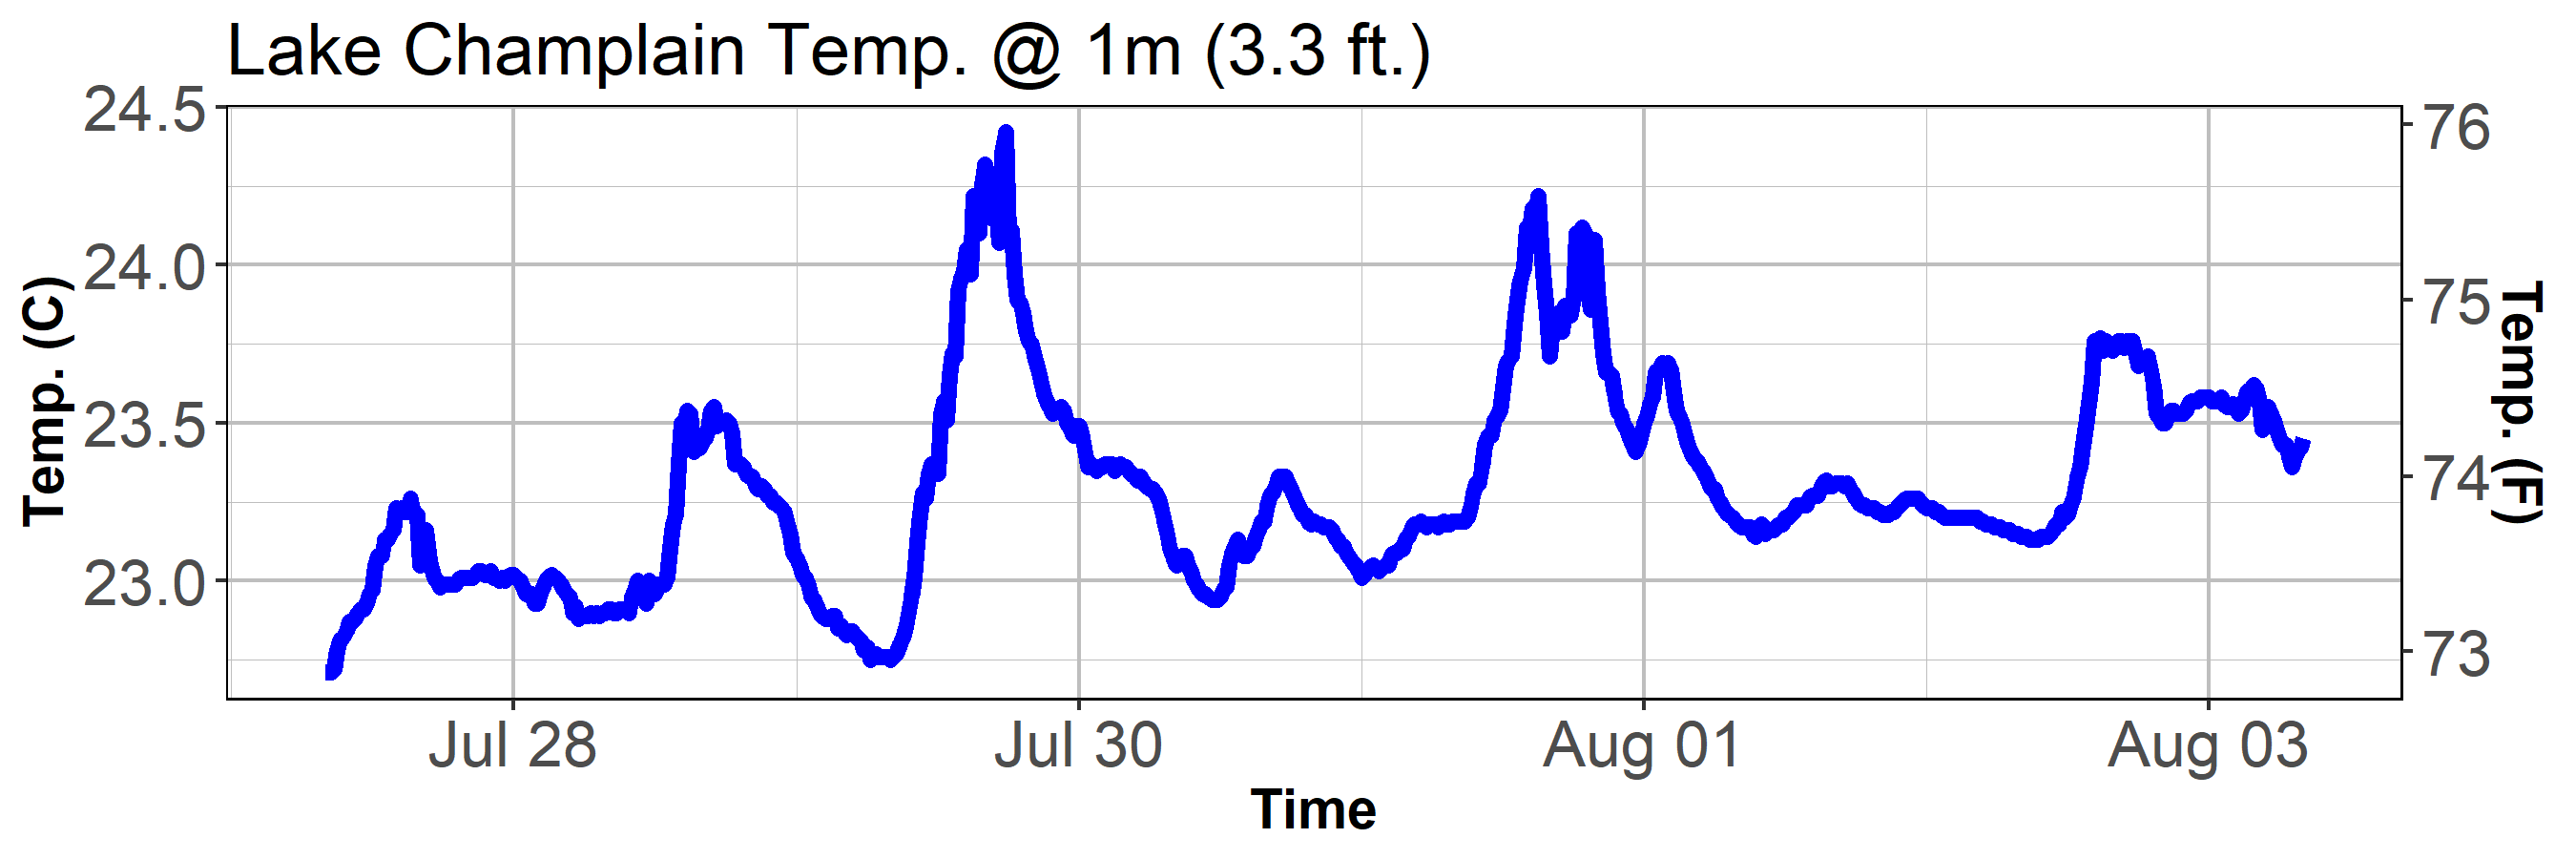 Lake Champlain Temp. @ 1m (3.3 ft.)
24.5
24.0
23.5
23.0
Temp. (C)
76
75
74
73
Temp. (F)
Jul 28
Jul 30
Aug 01
Aug 03
Time